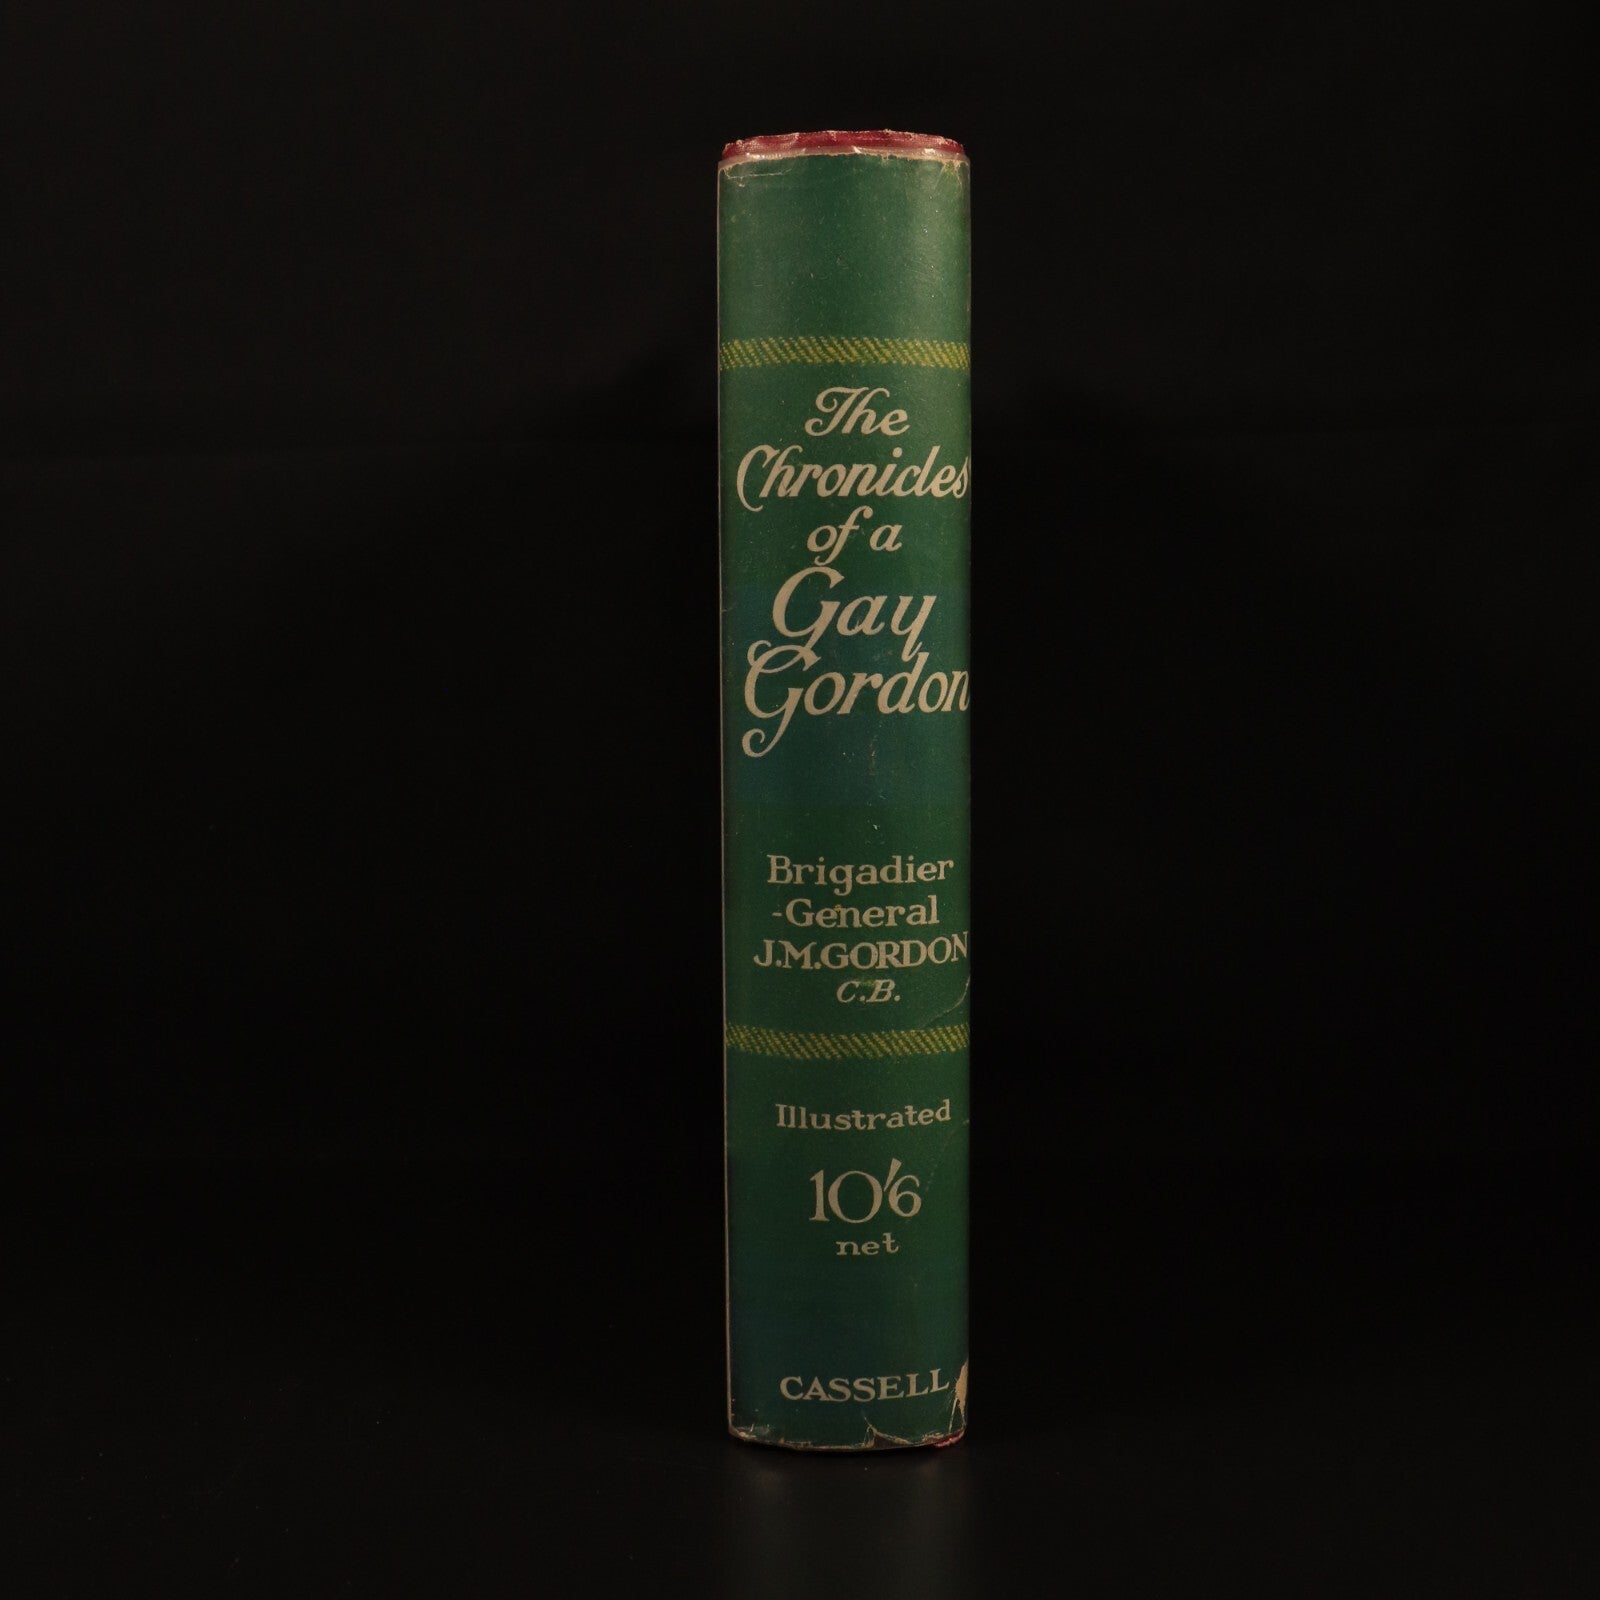 The
Chronicles
of a
Gay
Gordon
Brigadier
-General
J.M.GORDON
C.B.
Illustrated
10/6
net
CASSELL